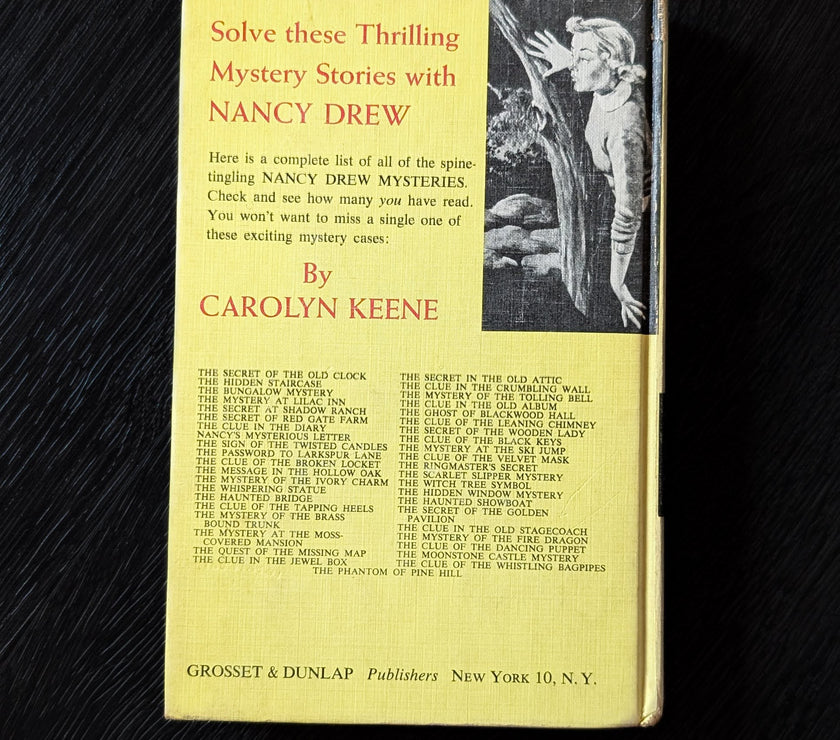 Solve these Thrilling
Mystery Stories with
NANCY DREW
Here is a complete list of all of the spine-
tingling NANCY DREW MYSTERIES.
Check and see how many you have read.
You won't want to miss a single one of
these exciting mystery cases:
By
CAROLYN KEENE
THE SECRET OF THE OLD CLOCK
THE HIDDEN STAIRCASE
THE BUNGALOW MYSTERY
THE MYSTERY AT LILAC INN
THE SECRET AT SHADOW RANCH
THE SECRET OF RED GATE FARM
THE CLUE IN THE DIARY
NANCY'S MYSTERIOUS LETTER
THE SIGN OF THE TWISTED CANDLES
THE PASSWORD TO LARKSPUR LANE
THE CLUE OF THE BROKEN LOCKET
THE MESSAGE IN THE HOLLOW OAK
THE MYSTERY OF THE IVORY CHARM
THE WHISPERING STATUE
THE HAUNTED BRIDGE
THE CLUE OF THE TAPPING HEELS
THE MYSTERY OF THE BRASS
BOUND TRUNK
THE MYSTERY AT THE MOSS-
COVERED MANSION
THE QUEST OF THE MISSING MAP
THE CLUE IN THE JEWEL BOX
THE SECRET IN THE OLD ATTIC
THE CLUE IN THE CRUMBLING WALL
THE MYSTERY OF THE TOLLING BELL
THE CLUE IN THE OLD ALBUM
THE GHOST OF BLACKWOOD HALL
THE CLUE OF THE LEANING CHIMNEY
THE SECRET OF THE WOODEN LADY
THE CLUE OF THE BLACK KEYS
THE MYSTERY AT THE SKI JUMP
THE CLUE OF THE VELVET MASK
THE RINGMASTER'S SECRET
THE SCARLET SLIPPER MYSTERY
THE WITCH TREE SYMBOL
THE HIDDEN WINDOW MYSTERY
THE HAUNTED SHOWBOAT
THE SECRET OF THE GOLDEN
PAVILION
THE CLUE IN THE OLD STAGECOACH
THE MYSTERY OF THE FIRE DRAGON
THE CLUE OF THE DANCING PUPPET
THE MOONSTONE CASTLE MYSTERY
THE CLUE OF THE WHISTLING BAGPIPES
THE PHANTOM OF PINE HILL
GROSSET & DUNLAP Publishers NEW YORK 10, N. Y.